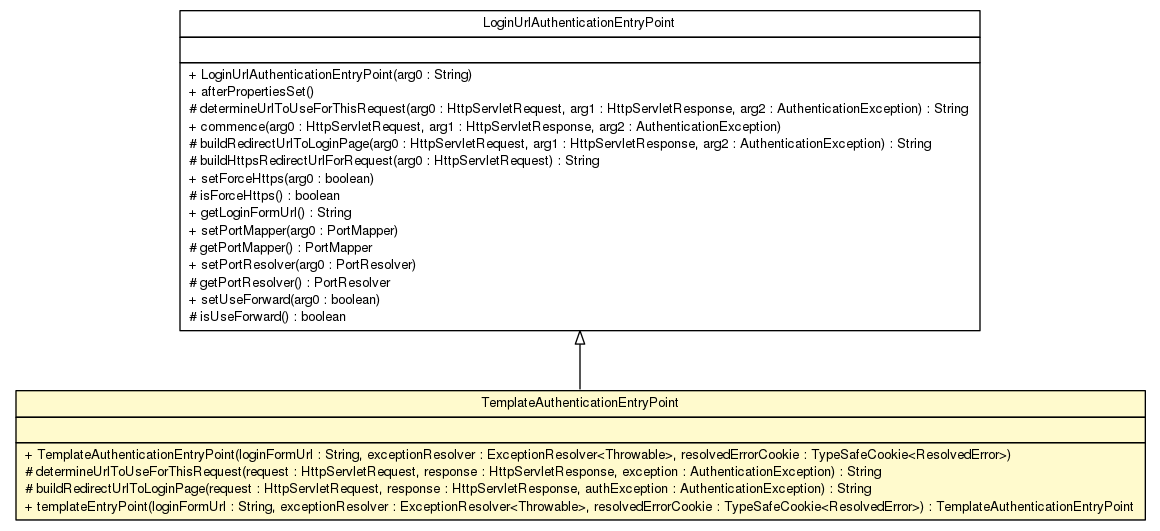 LoginUrlAuthenticationEntryPoint
+ LoginUrlAuthenticationEntryPoint(arg0 : String)
+ afterPropertiesSet()
# determineUrlToUseForThisRequest(arg0 : HttpServletRequest, arg1 : HttpServletResponse, arg2 : AuthenticationException) : String
+ commence(arg0 : HttpServletRequest, arg1 : HttpServletResponse, arg2 : AuthenticationException)
# buildRedirectUrlToLoginPage(arg0 : HttpServletRequest, arg1 : HttpServletResponse, arg2 : AuthenticationException) : String
# buildHttpsRedirectUrlForRequest(arg0 : HttpServletRequest) : String
+ setForceHttps(arg0 : boolean)
# isForceHttps() : boolean
+ getLoginFormUrl() : String
+ setPortMapper(arg0 : PortMapper)
# getPortMapper() : PortMapper
+ setPortResolver(arg0 : PortResolver)
# getPortResolver() : PortResolver
+ setUseForward(arg0 : boolean)
# isUseForward() : boolean
TemplateAuthenticationEntryPoint
+ TemplateAuthenticationEntryPoint(loginFormUrl : String, exceptionResolver : ExceptionResolver<Throwable>, resolvedErrorCookie : TypeSafeCookie<ResolvedError>)
# determineUrlToUseForThisRequest(request : HttpServletRequest, response : HttpServletResponse, exception : AuthenticationException) : String
# buildRedirectUrlToLoginPage(request : HttpServletRequest, response : HttpServletResponse, authException : AuthenticationException) : String
+ templateEntryPoint(loginFormUrl : String, exceptionResolver : ExceptionResolver<Throwable>, resolvedErrorCookie : TypeSafeCookie<ResolvedError>) : TemplateAuthenticationEntryPoint